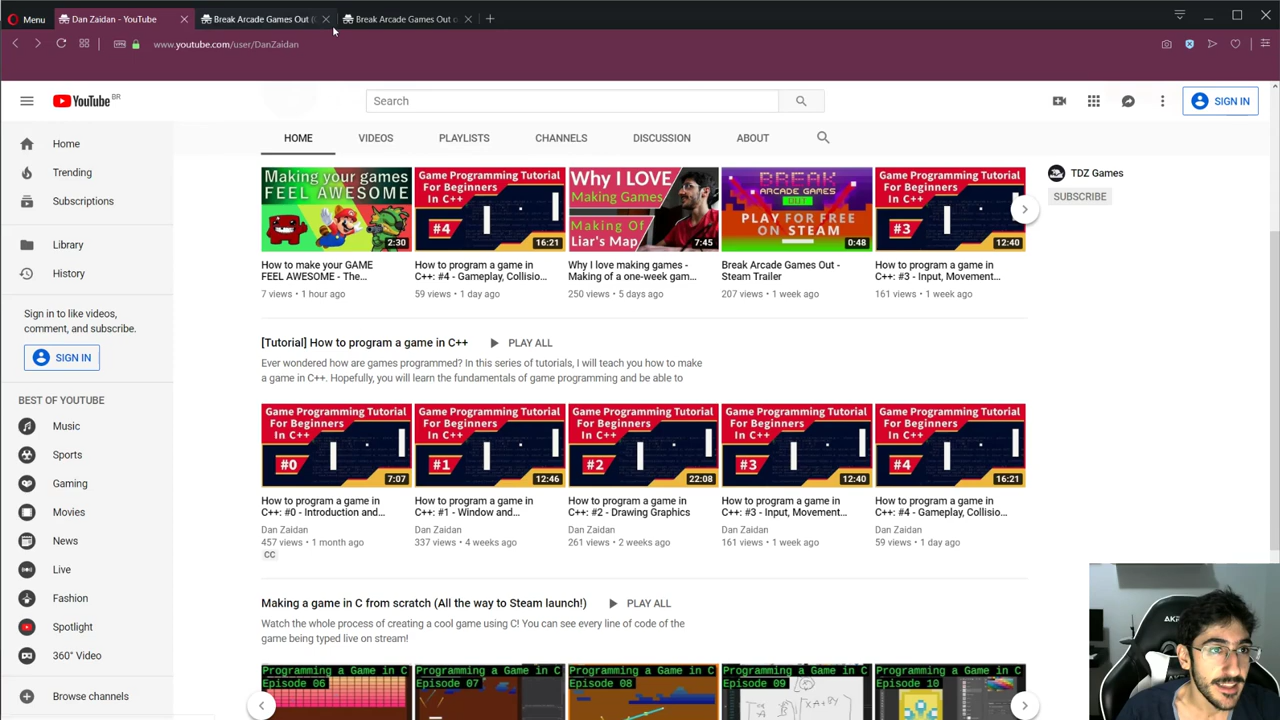 Menu
Dan Zaidan - YouTube
Break Arcade Games Out (
Break Arcade Games Out o
VPN
www.youtube.com/user/DanZaidan
YouTube BR
Search
SIGN IN
HOME
VIDEOS
PLAYLISTS
CHANNELS
DISCUSSION
ABOUT
Home
Trending
Subscriptions
Library
History
Sign in to like videos,
comment, and subscribe.
SIGN IN
BEST OF YOUTUBE
Music
Sports
Gaming
Movies
News
Live
Fashion
Spotlight
360° Video
Browse channels
Making your games
FEEL AWESOME
2:30
How to make your GAME
FEEL AWESOME - The...
7 views • 1 hour ago
Game Programming Tutorial
For Beginners
In C++
#4
16:21
How to program a game in
C++: #4 - Gameplay, Collisio...
59 views • 1 day ago
Why I LOVE
Making Games
Making Of
Liar's Map
7:45
Why I love making games -
Making of a one-week gam...
250 views • 5 days ago
BREAK
ARCADE GAMES
OUT
PLAY FOR FREE
ON STEAM
0:48
Break Arcade Games Out -
Steam Trailer
207 views • 1 week ago
Game Programming Tutorial
For Beginners
In C++
#3
12:40
How to program a game in
C++: #3 - Input, Movement...
161 views • 1 week ago
TDZ Games
SUBSCRIBE
[Tutorial] How to program a game in C++
PLAY ALL
Ever wondered how are games programmed? In this series of tutorials, I will teach you how to make
a game in C++. Hopefully, you will learn the fundamentals of game programming and be able to
Game Programming Tutorial
For Beginners
In C++
#0
7:07
How to program a game in
C++: #0 - Introduction and...
Dan Zaidan
457 views • 1 month ago
CC
Game Programming Tutorial
For Beginners
In C++
#1
12:46
How to program a game in
C++: #1 - Window and...
Dan Zaidan
337 views • 4 weeks ago
Game Programming Tutorial
For Beginners
In C++
#2
22:08
How to program a game in
C++: #2 - Drawing Graphics
Dan Zaidan
261 views • 2 weeks ago
Game Programming Tutorial
For Beginners
In C++
#3
12:40
How to program a game in
C++: #3 - Input, Movement...
Dan Zaidan
161 views • 1 week ago
Game Programming Tutorial
For Beginners
In C++
#4
16:21
How to program a game in
C++: #4 - Gameplay, Collisio...
Dan Zaidan
59 views • 1 day ago
Making a game in C from scratch (All the way to Steam launch!)
PLAY ALL
Watch the whole process of creating a cool game using C! You can see every line of code of the
game being typed live on stream!
Programming a Game in C
Episode 06
Programming a Game in C
Episode 07
Programming a Game in C
Episode 08
Programming a Game in C
Episode 09
Programming a Game in C
Episode 10